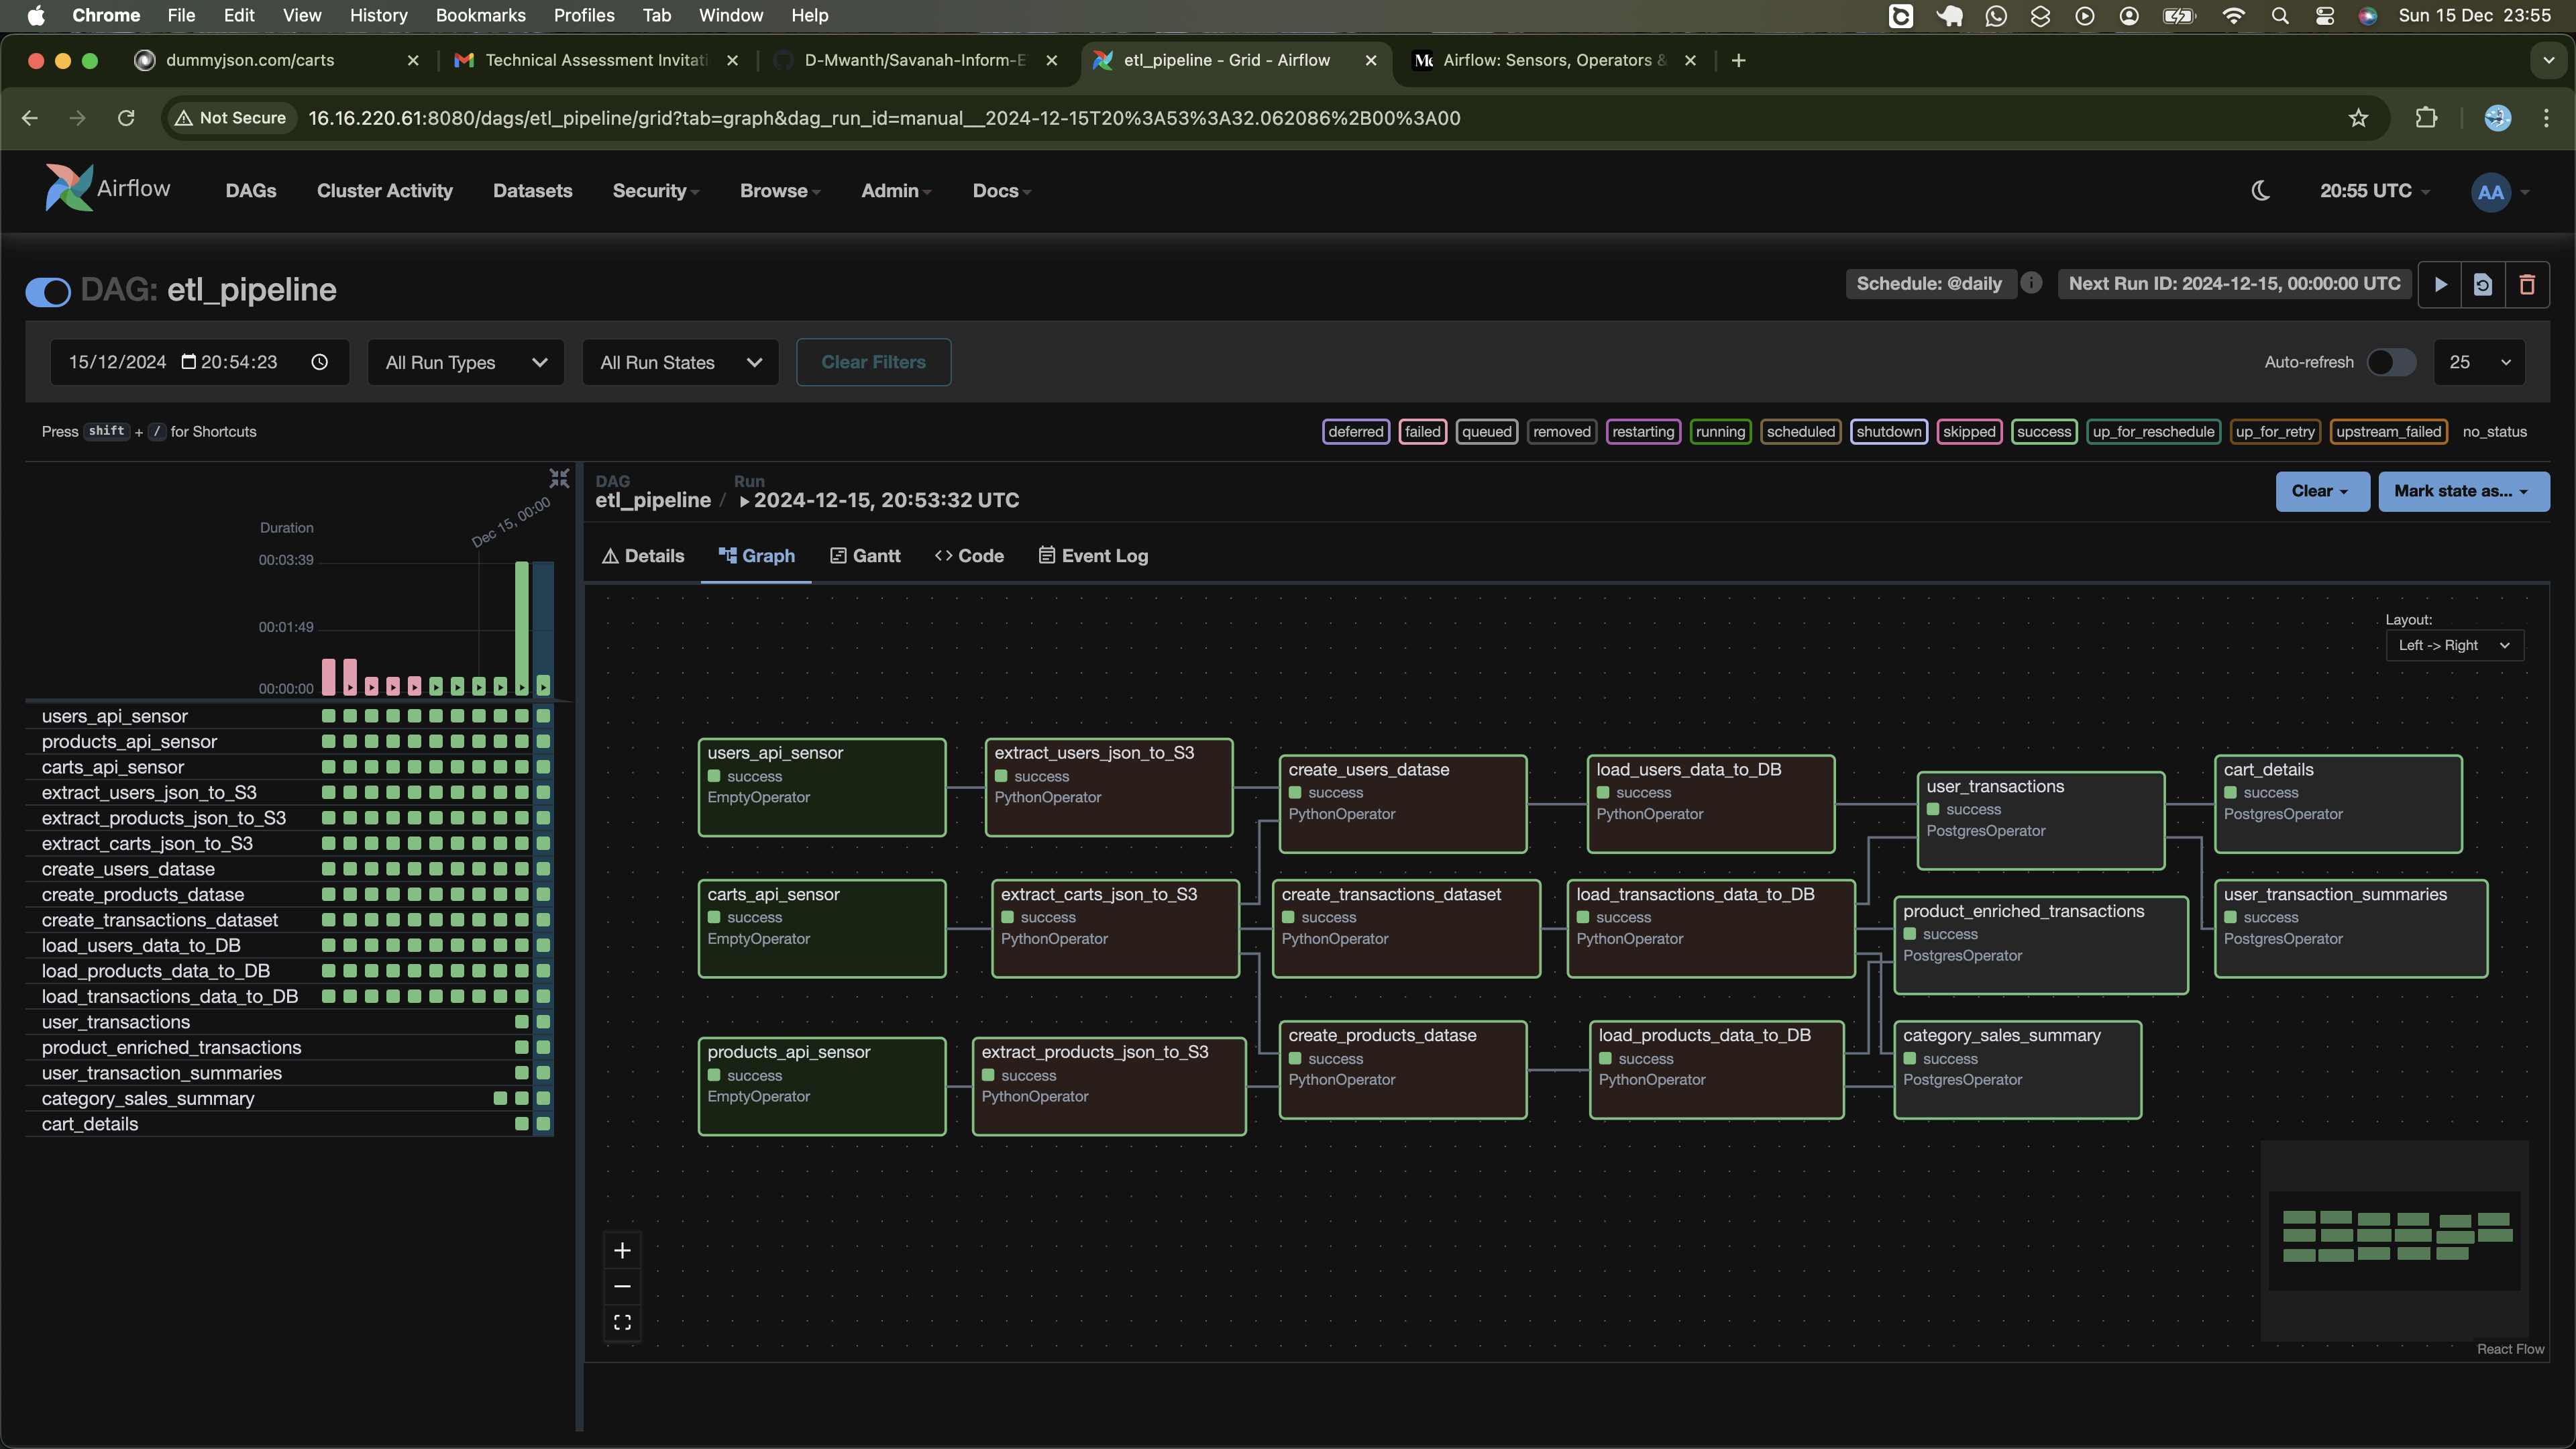 Chrome File Edit View History Bookmarks Profiles Tab Window Help Sun 15 Dec 23:55
dummyjson.com/carts Technical Assessment Invitati D-Mwanth/Savanah-Inform-E etl_pipeline - Grid - Airflow Airflow: Sensors, Operators &
Not Secure 16.16.220.61:8080/dags/etl_pipeline/grid?tab=graph&dag_run_id=manual__2024-12-15T20%3A53%3A32.062086%2B00%3A00
Airflow DAGs Cluster Activity Datasets Security Browse Admin Docs 20:55 UTC AA
DAG: etl_pipeline Schedule: @daily Next Run ID: 2024-12-15, 00:00:00 UTC
15/12/2024 20:54:23 All Run Types All Run States Clear Filters Auto-refresh 25
Press shift + / for Shortcuts deferred failed queued removed restarting running scheduled shutdown skipped success up_for_reschedule up_for_retry upstream_failed no_status
Duration
Dec 15, 00:00
00:03:39
00:01:49
00:00:00
users_api_sensor
products_api_sensor
carts_api_sensor
extract_users_json_to_S3
extract_products_json_to_S3
extract_carts_json_to_S3
create_users_datase
create_products_datase
create_transactions_dataset
load_users_data_to_DB
load_products_data_to_DB
load_transactions_data_to_DB
user_transactions
product_enriched_transactions
user_transaction_summaries
category_sales_summary
cart_details
DAG Run
etl_pipeline / 2024-12-15, 20:53:32 UTC
Clear Mark state as...
Details Graph Gantt Code Event Log
Layout:
Left -> Right
users_api_sensor
success
EmptyOperator
extract_users_json_to_S3
success
PythonOperator
create_users_datase
success
PythonOperator
load_users_data_to_DB
success
PythonOperator
user_transactions
success
PostgresOperator
cart_details
success
PostgresOperator
carts_api_sensor
success
EmptyOperator
extract_carts_json_to_S3
success
PythonOperator
create_transactions_dataset
success
PythonOperator
load_transactions_data_to_DB
success
PythonOperator
product_enriched_transactions
success
PostgresOperator
user_transaction_summaries
success
PostgresOperator
products_api_sensor
success
EmptyOperator
extract_products_json_to_S3
success
PythonOperator
create_products_datase
success
PythonOperator
load_products_data_to_DB
success
PythonOperator
category_sales_summary
success
PostgresOperator
React Flow